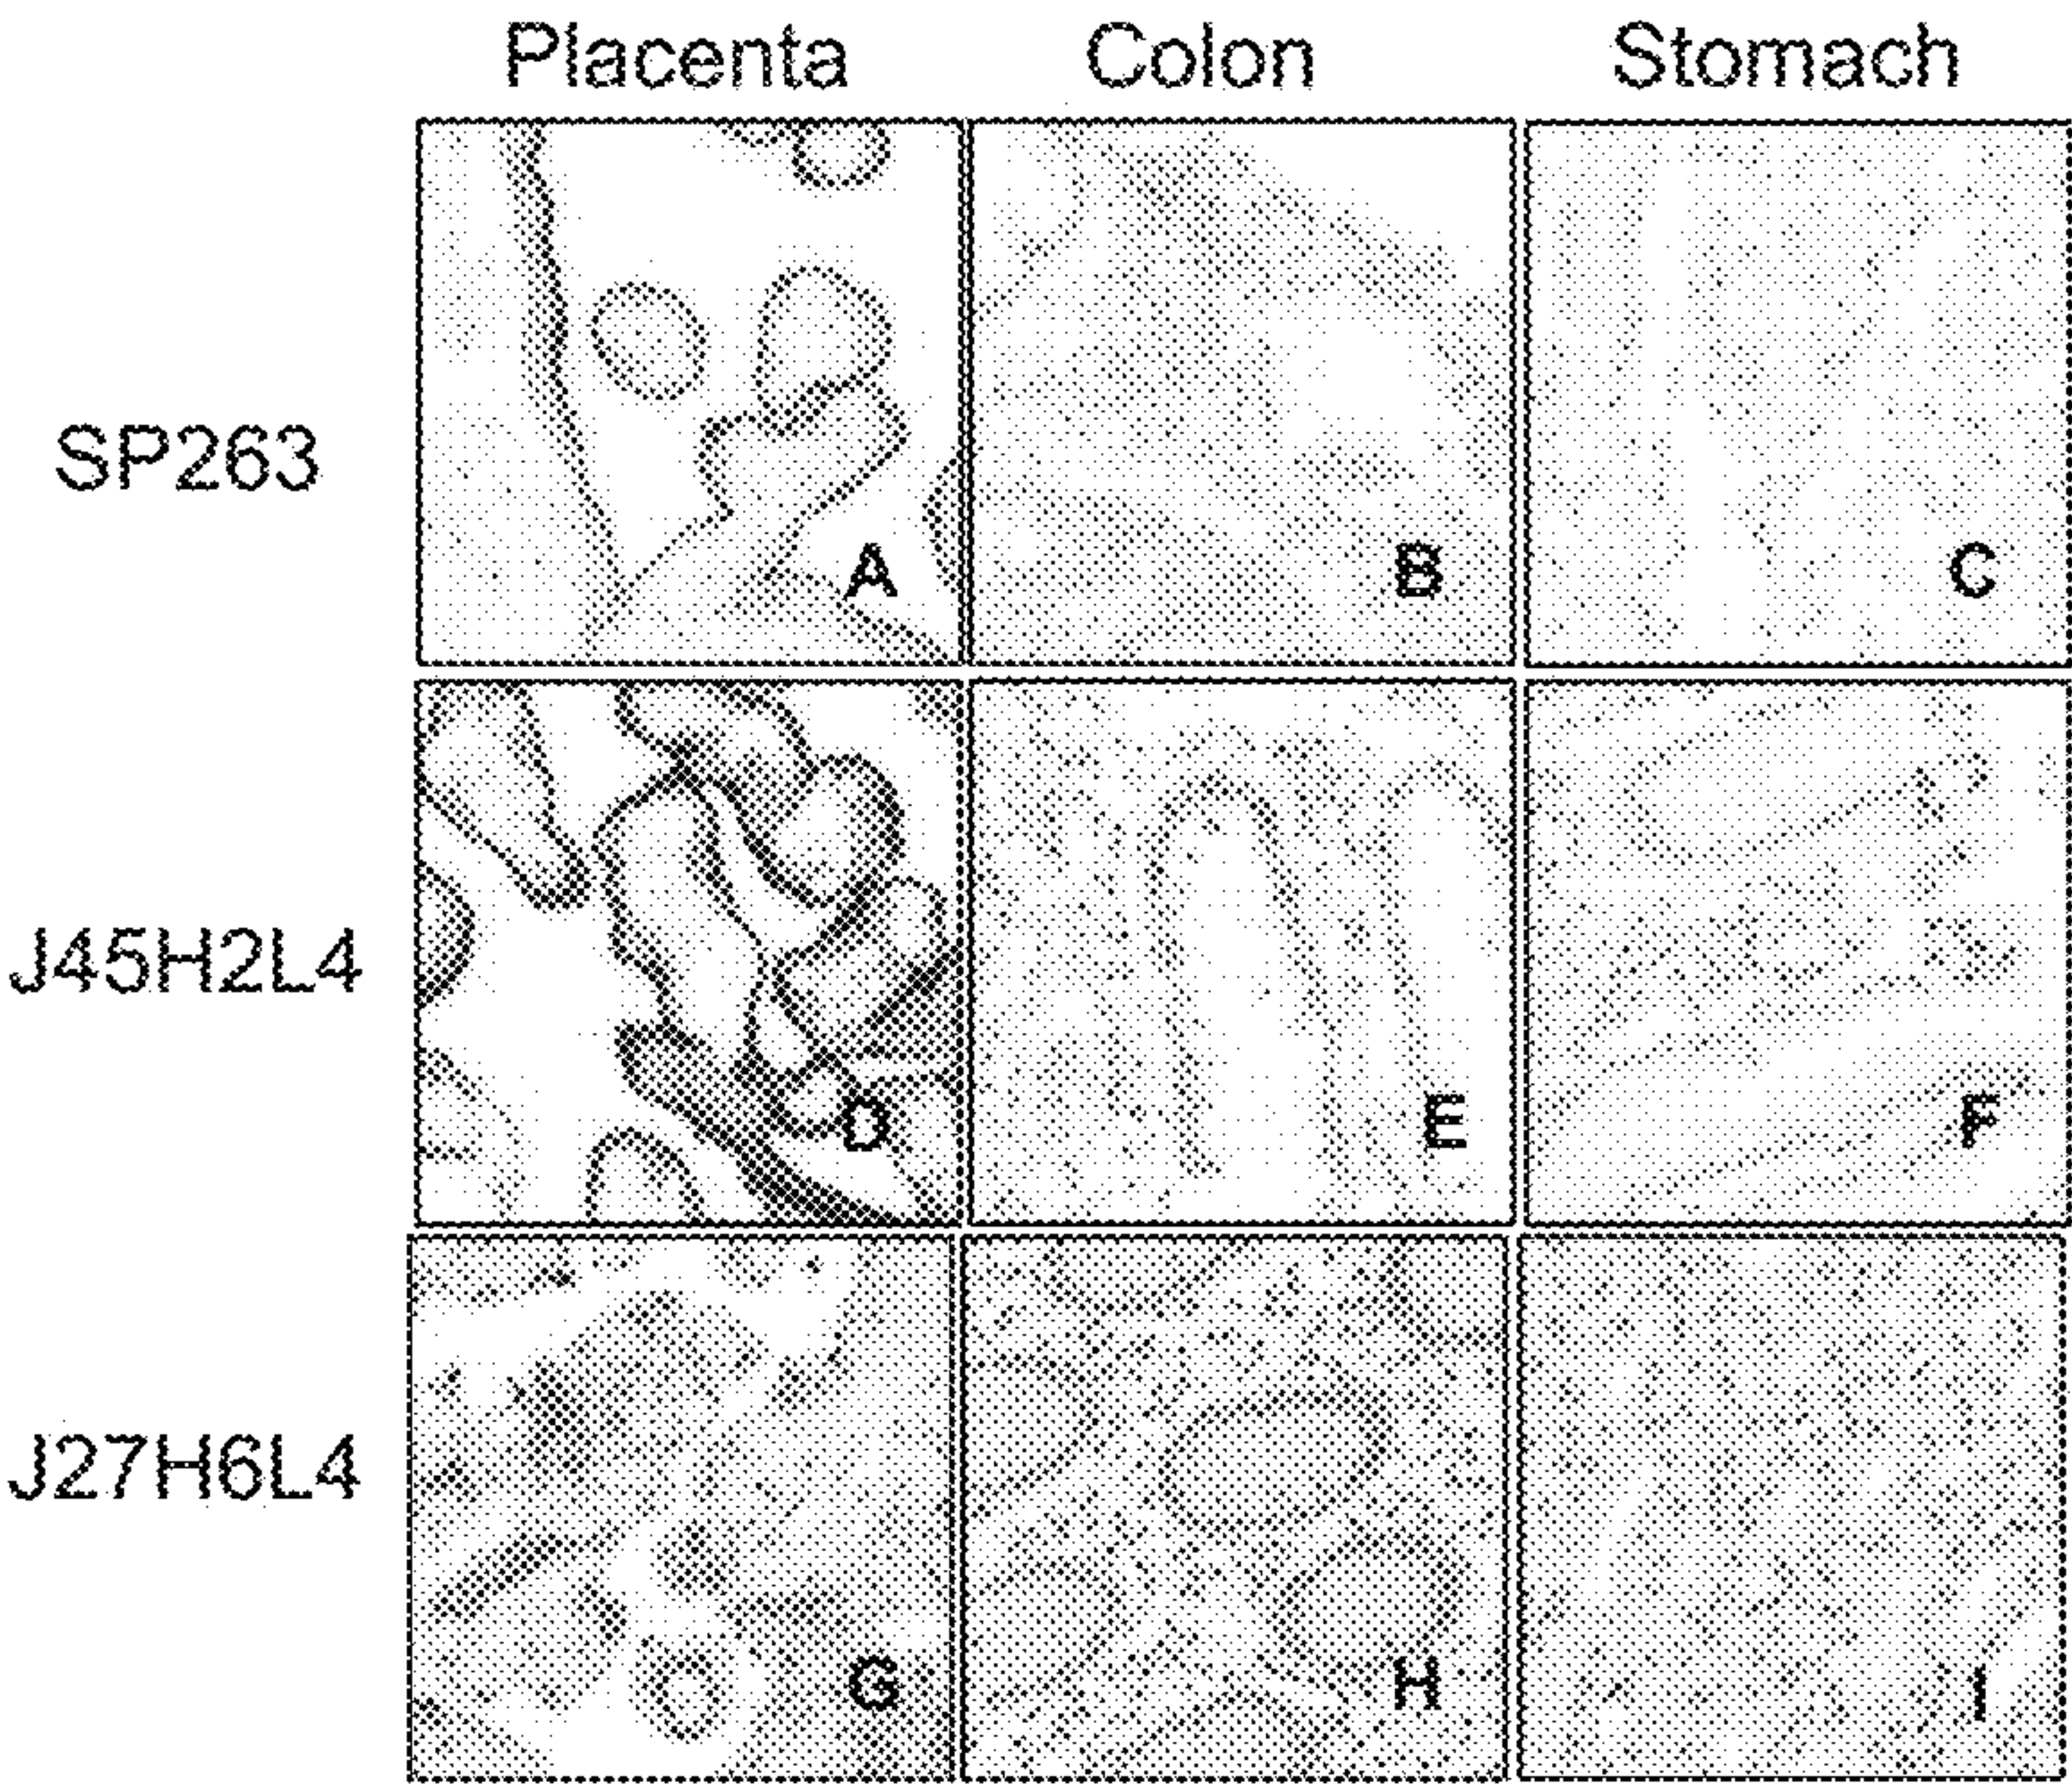 Placenta Colon Stomach
SP263
A B C
J45H2L4
D E F
J27H6L4
G H I